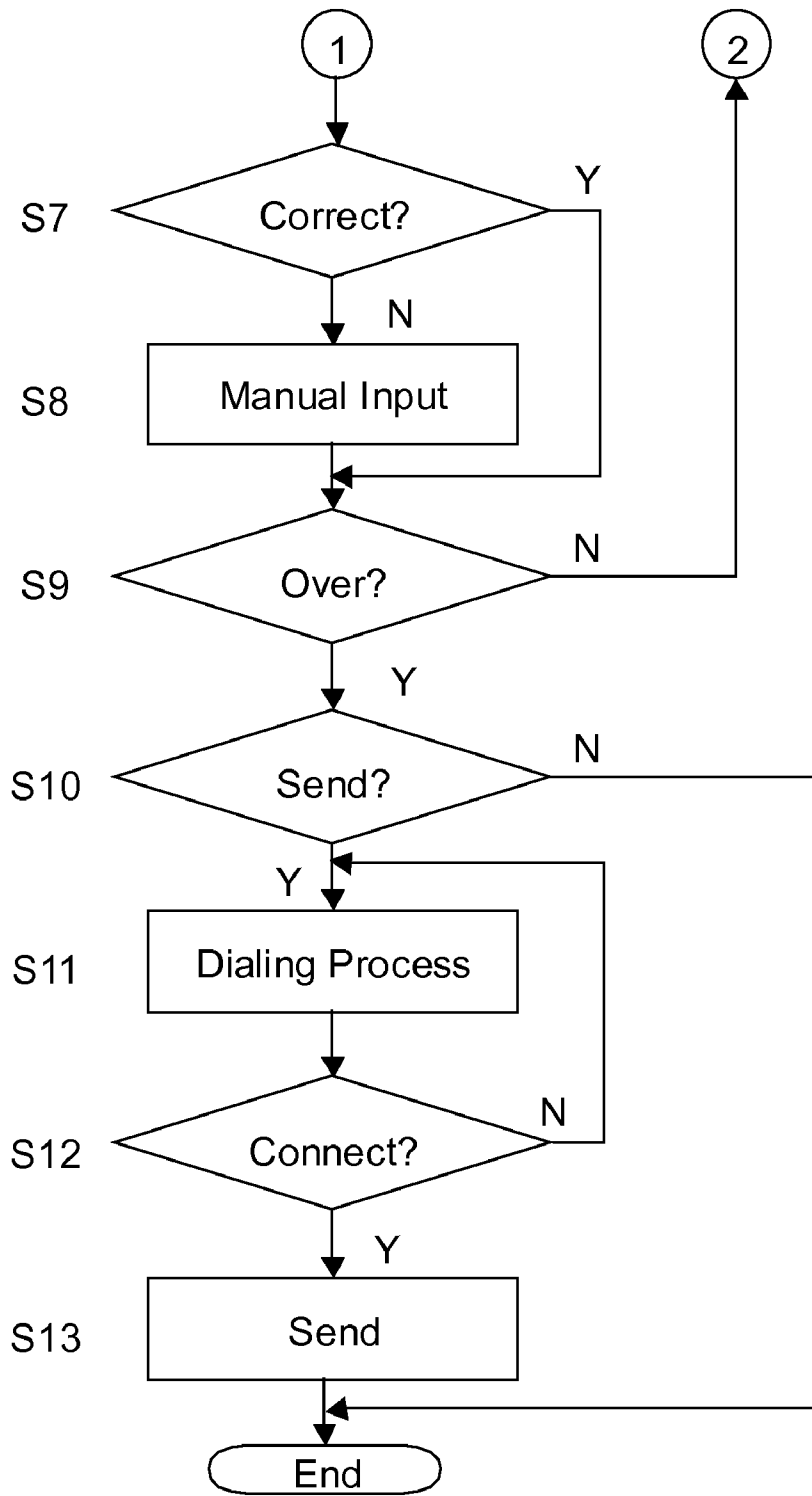 1
2
S7
Correct?
Y
N
S8
Manual Input
S9
Over?
N
Y
S10
Send?
N
Y
S11
Dialing Process
S12
Connect?
N
Y
S13
Send
End